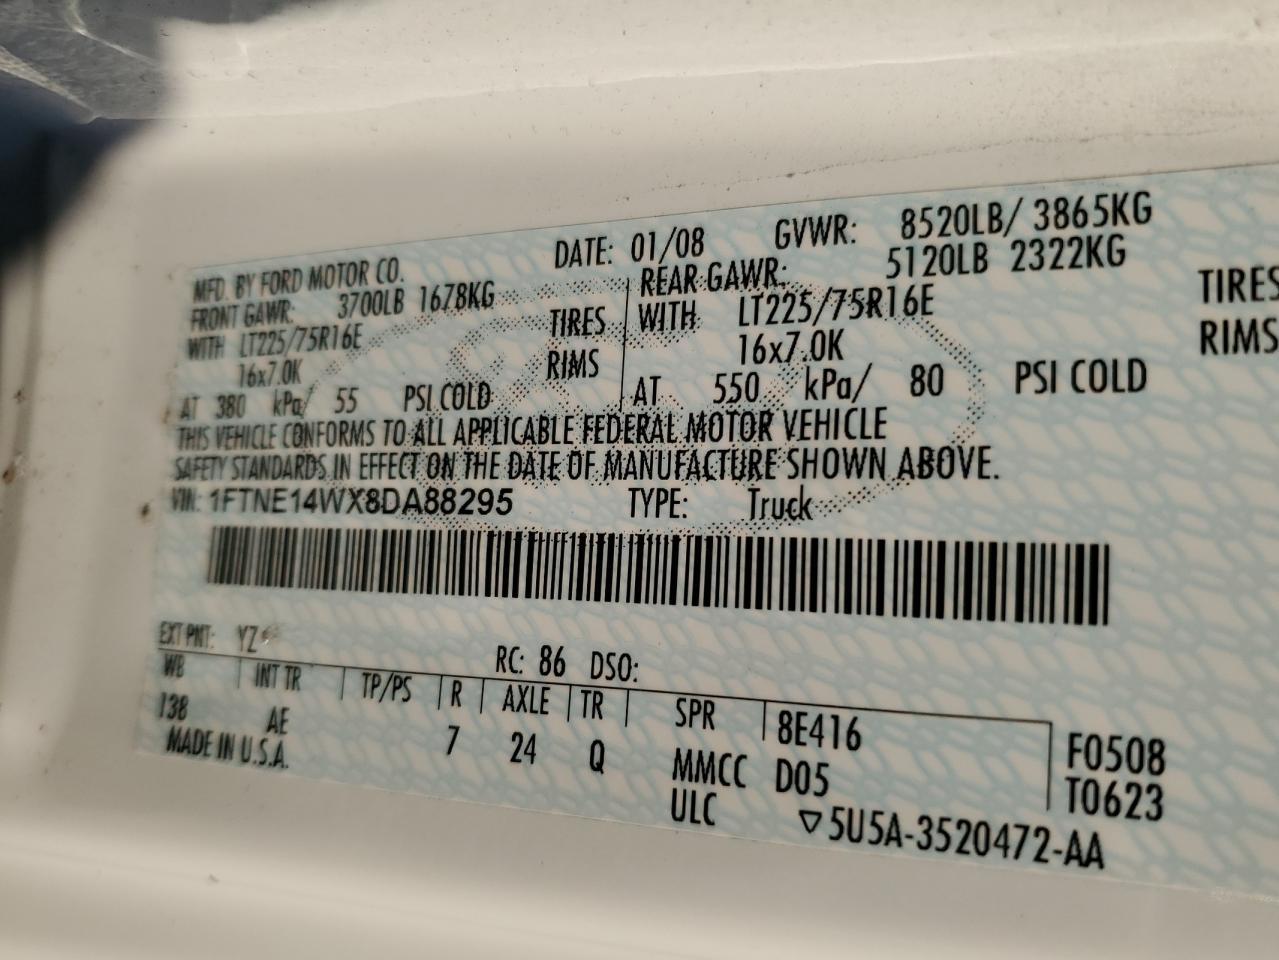 MFD. BY FORD MOTOR CO. DATE: 01/08 GVWR: 8520LB/ 3865KG
FRONT GAWR: 3700LB 1678KG REAR GAWR: 5120LB 2322KG
WITH LT225/75R16E TIRES WITH LT225/75R16E TIRES
16x7.0K RIMS 16x7.0K RIMS
AT 380 kPa/ 55 PSI COLD AT 550 kPa/ 80 PSI COLD
THIS VEHICLE CONFORMS TO ALL APPLICABLE FEDERAL MOTOR VEHICLE
SAFETY STANDARDS IN EFFECT ON THE DATE OF MANUFACTURE SHOWN ABOVE.
VIN: 1FTNE14WX8DA88295 TYPE: Truck
EXT PNT: YZ RC: 86 DSO:
WB INT TR TP/PS R AXLE TR SPR 8E416 F0508
138 AE 7 24 Q MMCC D05 T0623
MADE IN U.S.A. ULC ▽5U5A-3520472-AA